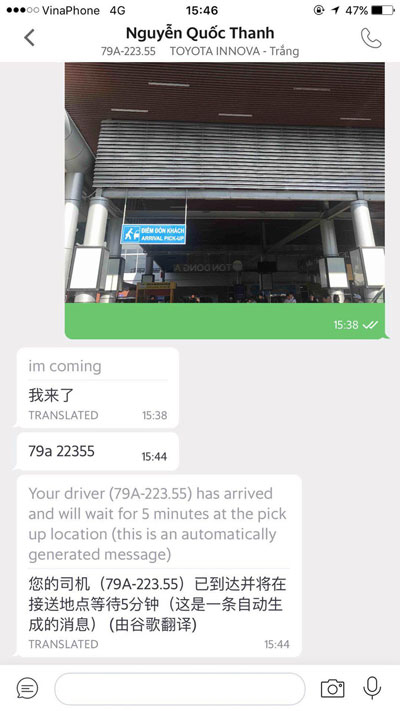 VinaPhone 4G 15:46 47%
Nguyễn Quốc Thanh
79A-223.55 TOYOTA INNOVA - Trắng
ĐIỂM ĐÓN KHÁCH
ARRIVAL PICK-UP
TON DONG A
15:38
im coming
我来了
TRANSLATED 15:38
79a 22355 15:44
Your driver (79A-223.55) has arrived
and will wait for 5 minutes at the pick
up location (this is an automatically
generated message)
您的司机（79A-223.55）已到达并将在
接送地点等待5分钟（这是一条自动生
成的消息） (由谷歌翻译)
TRANSLATED 15:44